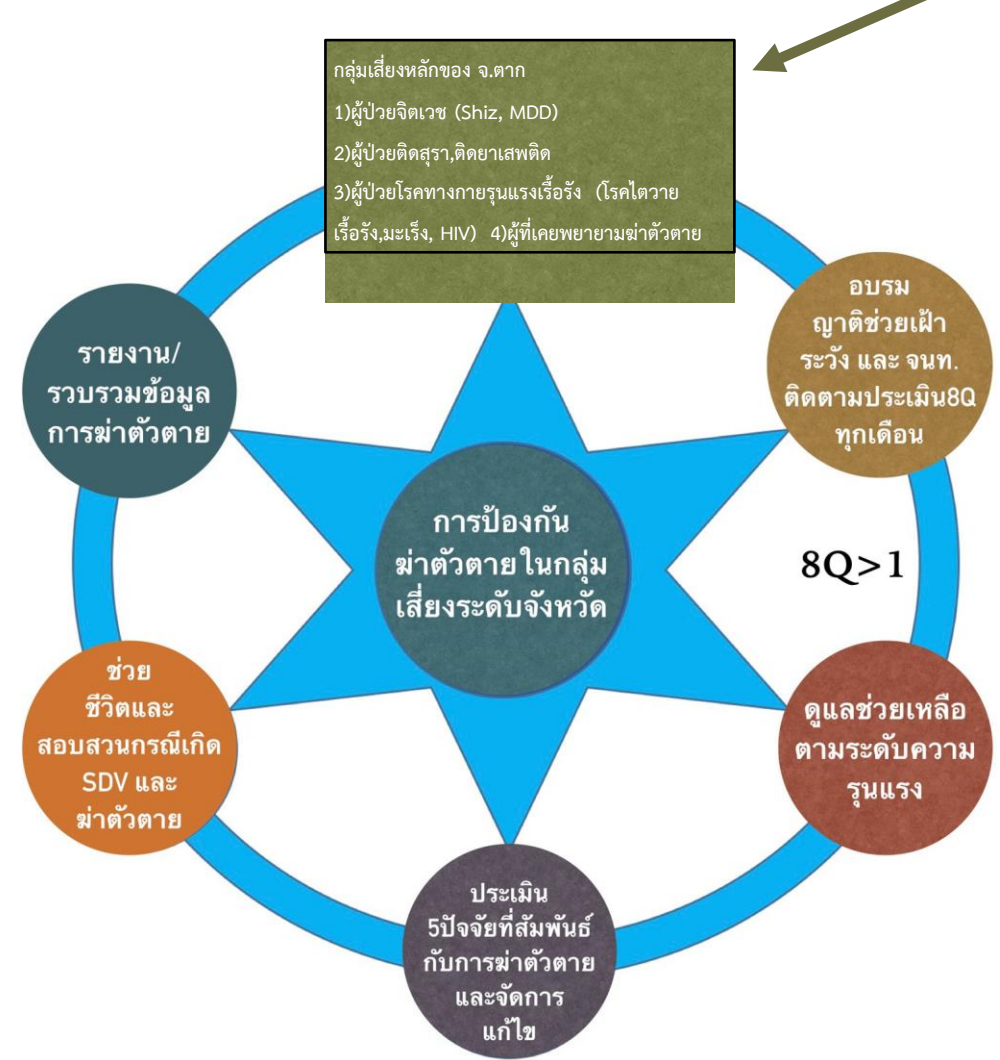 กลุ่มเสี่ยงหลักของ จ.ตาก
1)ผู้ป่วยจิตเวช (Shiz, MDD)
2)ผู้ป่วยติดสุรา,ติดยาเสพติด
3)ผู้ป่วยโรคทางกายรุนแรงเรื้อรัง (โรคไตวาย
เรื้อรัง,มะเร็ง, HIV) 4)ผู้ที่เคยพยายามฆ่าตัวตาย
อบรม
ญาติช่วยเฝ้า
ระวัง และ จนท.
ติดตามประเมิน8Q
ทุกเดือน
8Q>1
ดูแลช่วยเหลือ
ตามระดับความ
รุนแรง
ประเมิน
5ปัจจัยที่สัมพันธ์
กับการฆ่าตัวตาย
และจัดการ
แก้ไข
ช่วย
ชีวิตและ
สอบสวนกรณีเกิด
SDV และ
ฆ่าตัวตาย
รายงาน/
รวบรวมข้อมูล
การฆ่าตัวตาย
การป้องกัน
ฆ่าตัวตายในกลุ่ม
เสี่ยงระดับจังหวัด